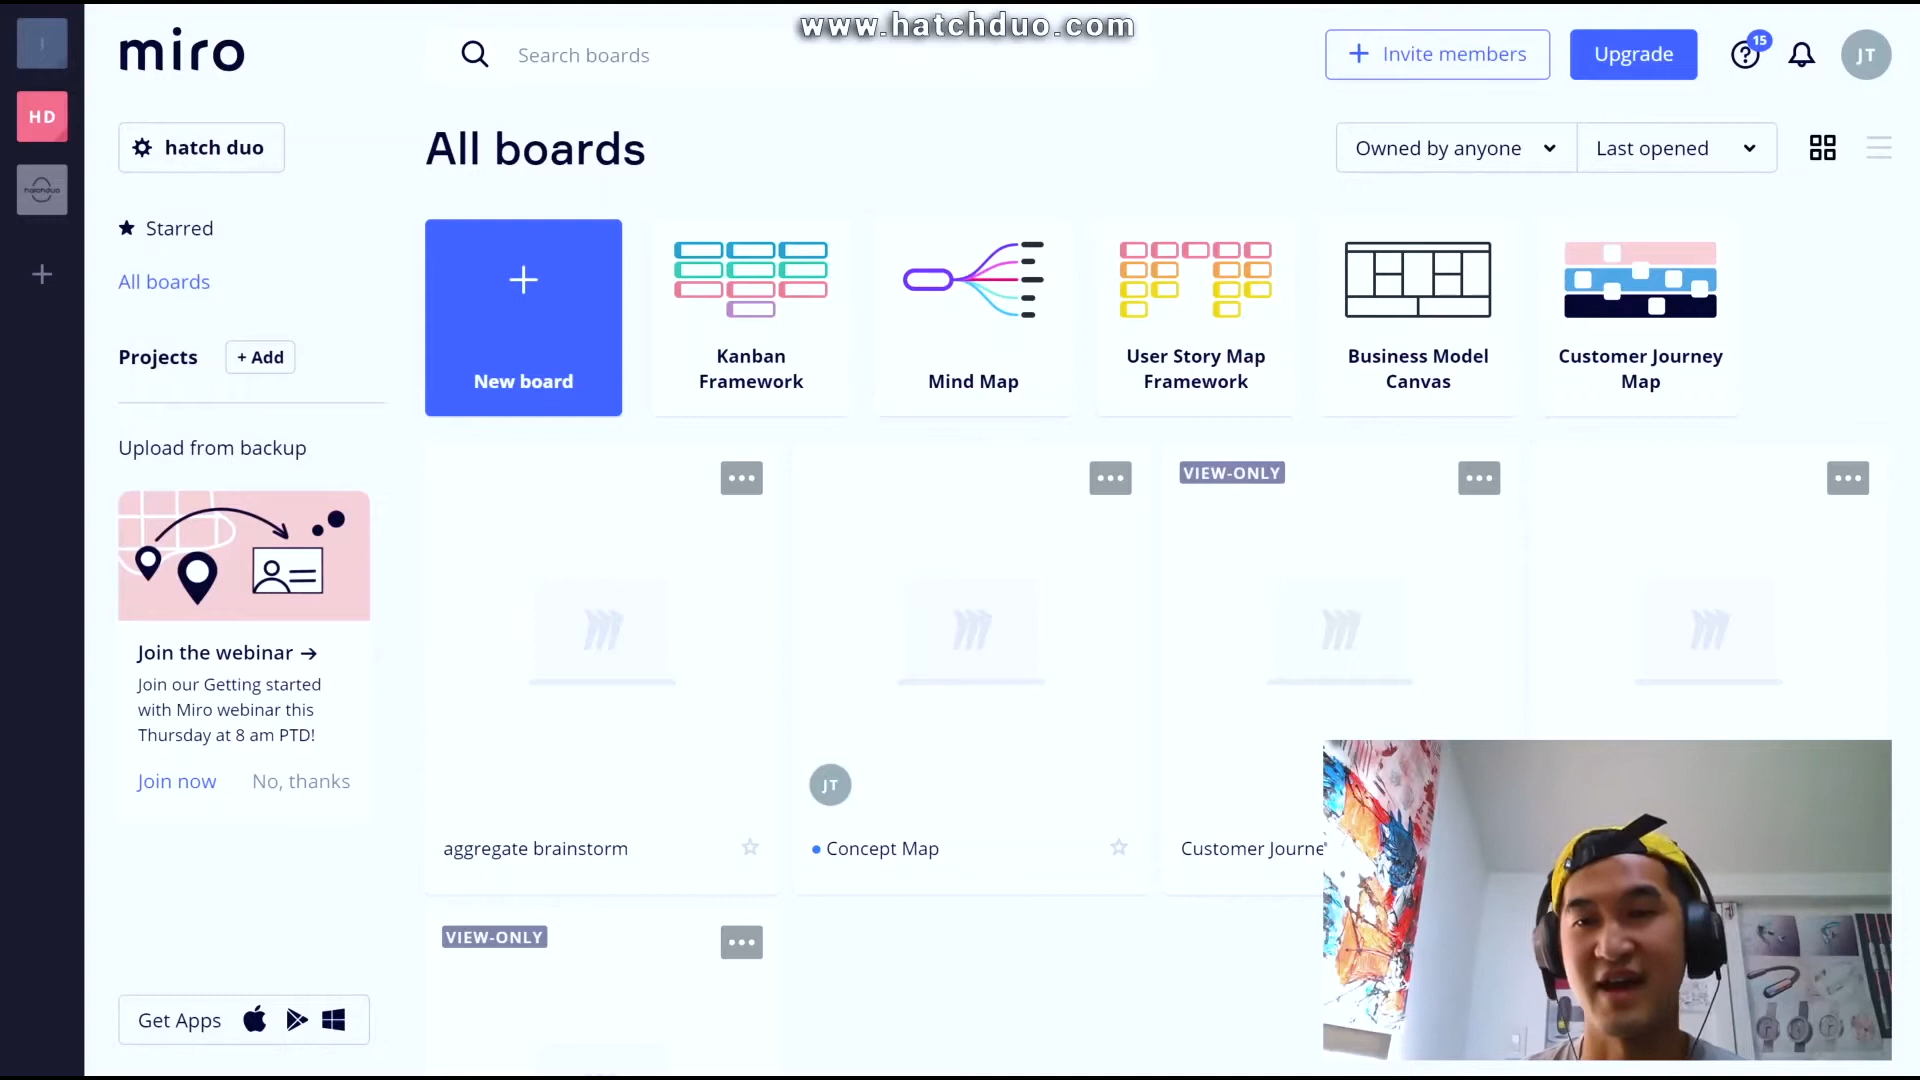 www.hatchduo.com
miro
Search boards
+ Invite members
Upgrade
15
JT
HD
hatchduo
hatch duo
All boards
Owned by anyone
Last opened
Starred
All boards
Projects
+ Add
New board
Kanban
Framework
Mind Map
User Story Map
Framework
Business Model
Canvas
Customer Journey
Map
Upload from backup
VIEW-ONLY
Join the webinar →
Join our Getting started
with Miro webinar this
Thursday at 8 am PTD!
Join now
No, thanks
JT
aggregate brainstorm
Concept Map
Customer Journe
VIEW-ONLY
Get Apps